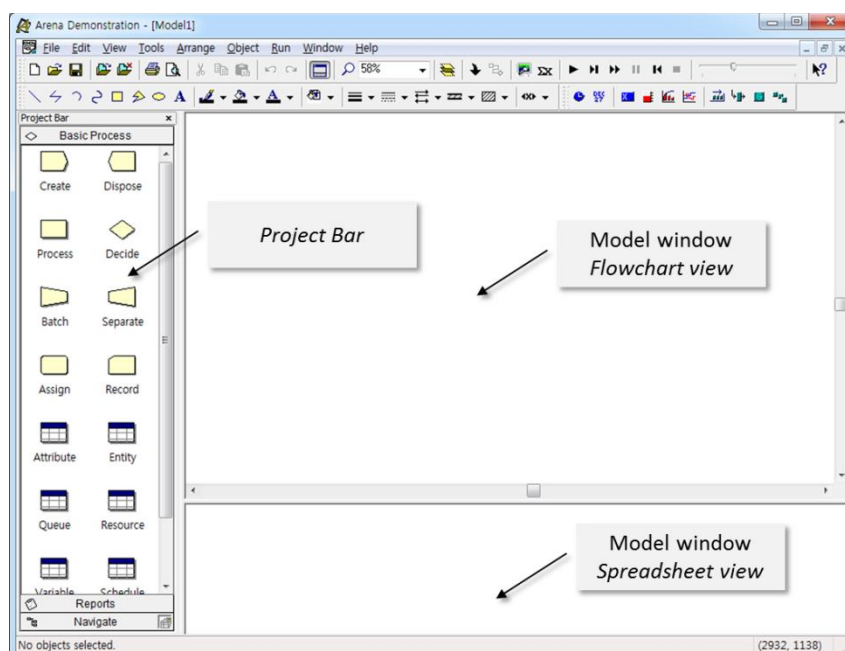 Arena Demonstration - [Model1]
File Edit View Tools Arrange Object Run Window Help
58%
Project Bar
Basic Process
Create Dispose
Process Decide
Batch Separate
Assign Record
Attribute Entity
Queue Resource
Variable Schedule
Reports
Navigate
Project Bar
Model window
Flowchart view
Model window
Spreadsheet view
No objects selected.
(2932, 1138)